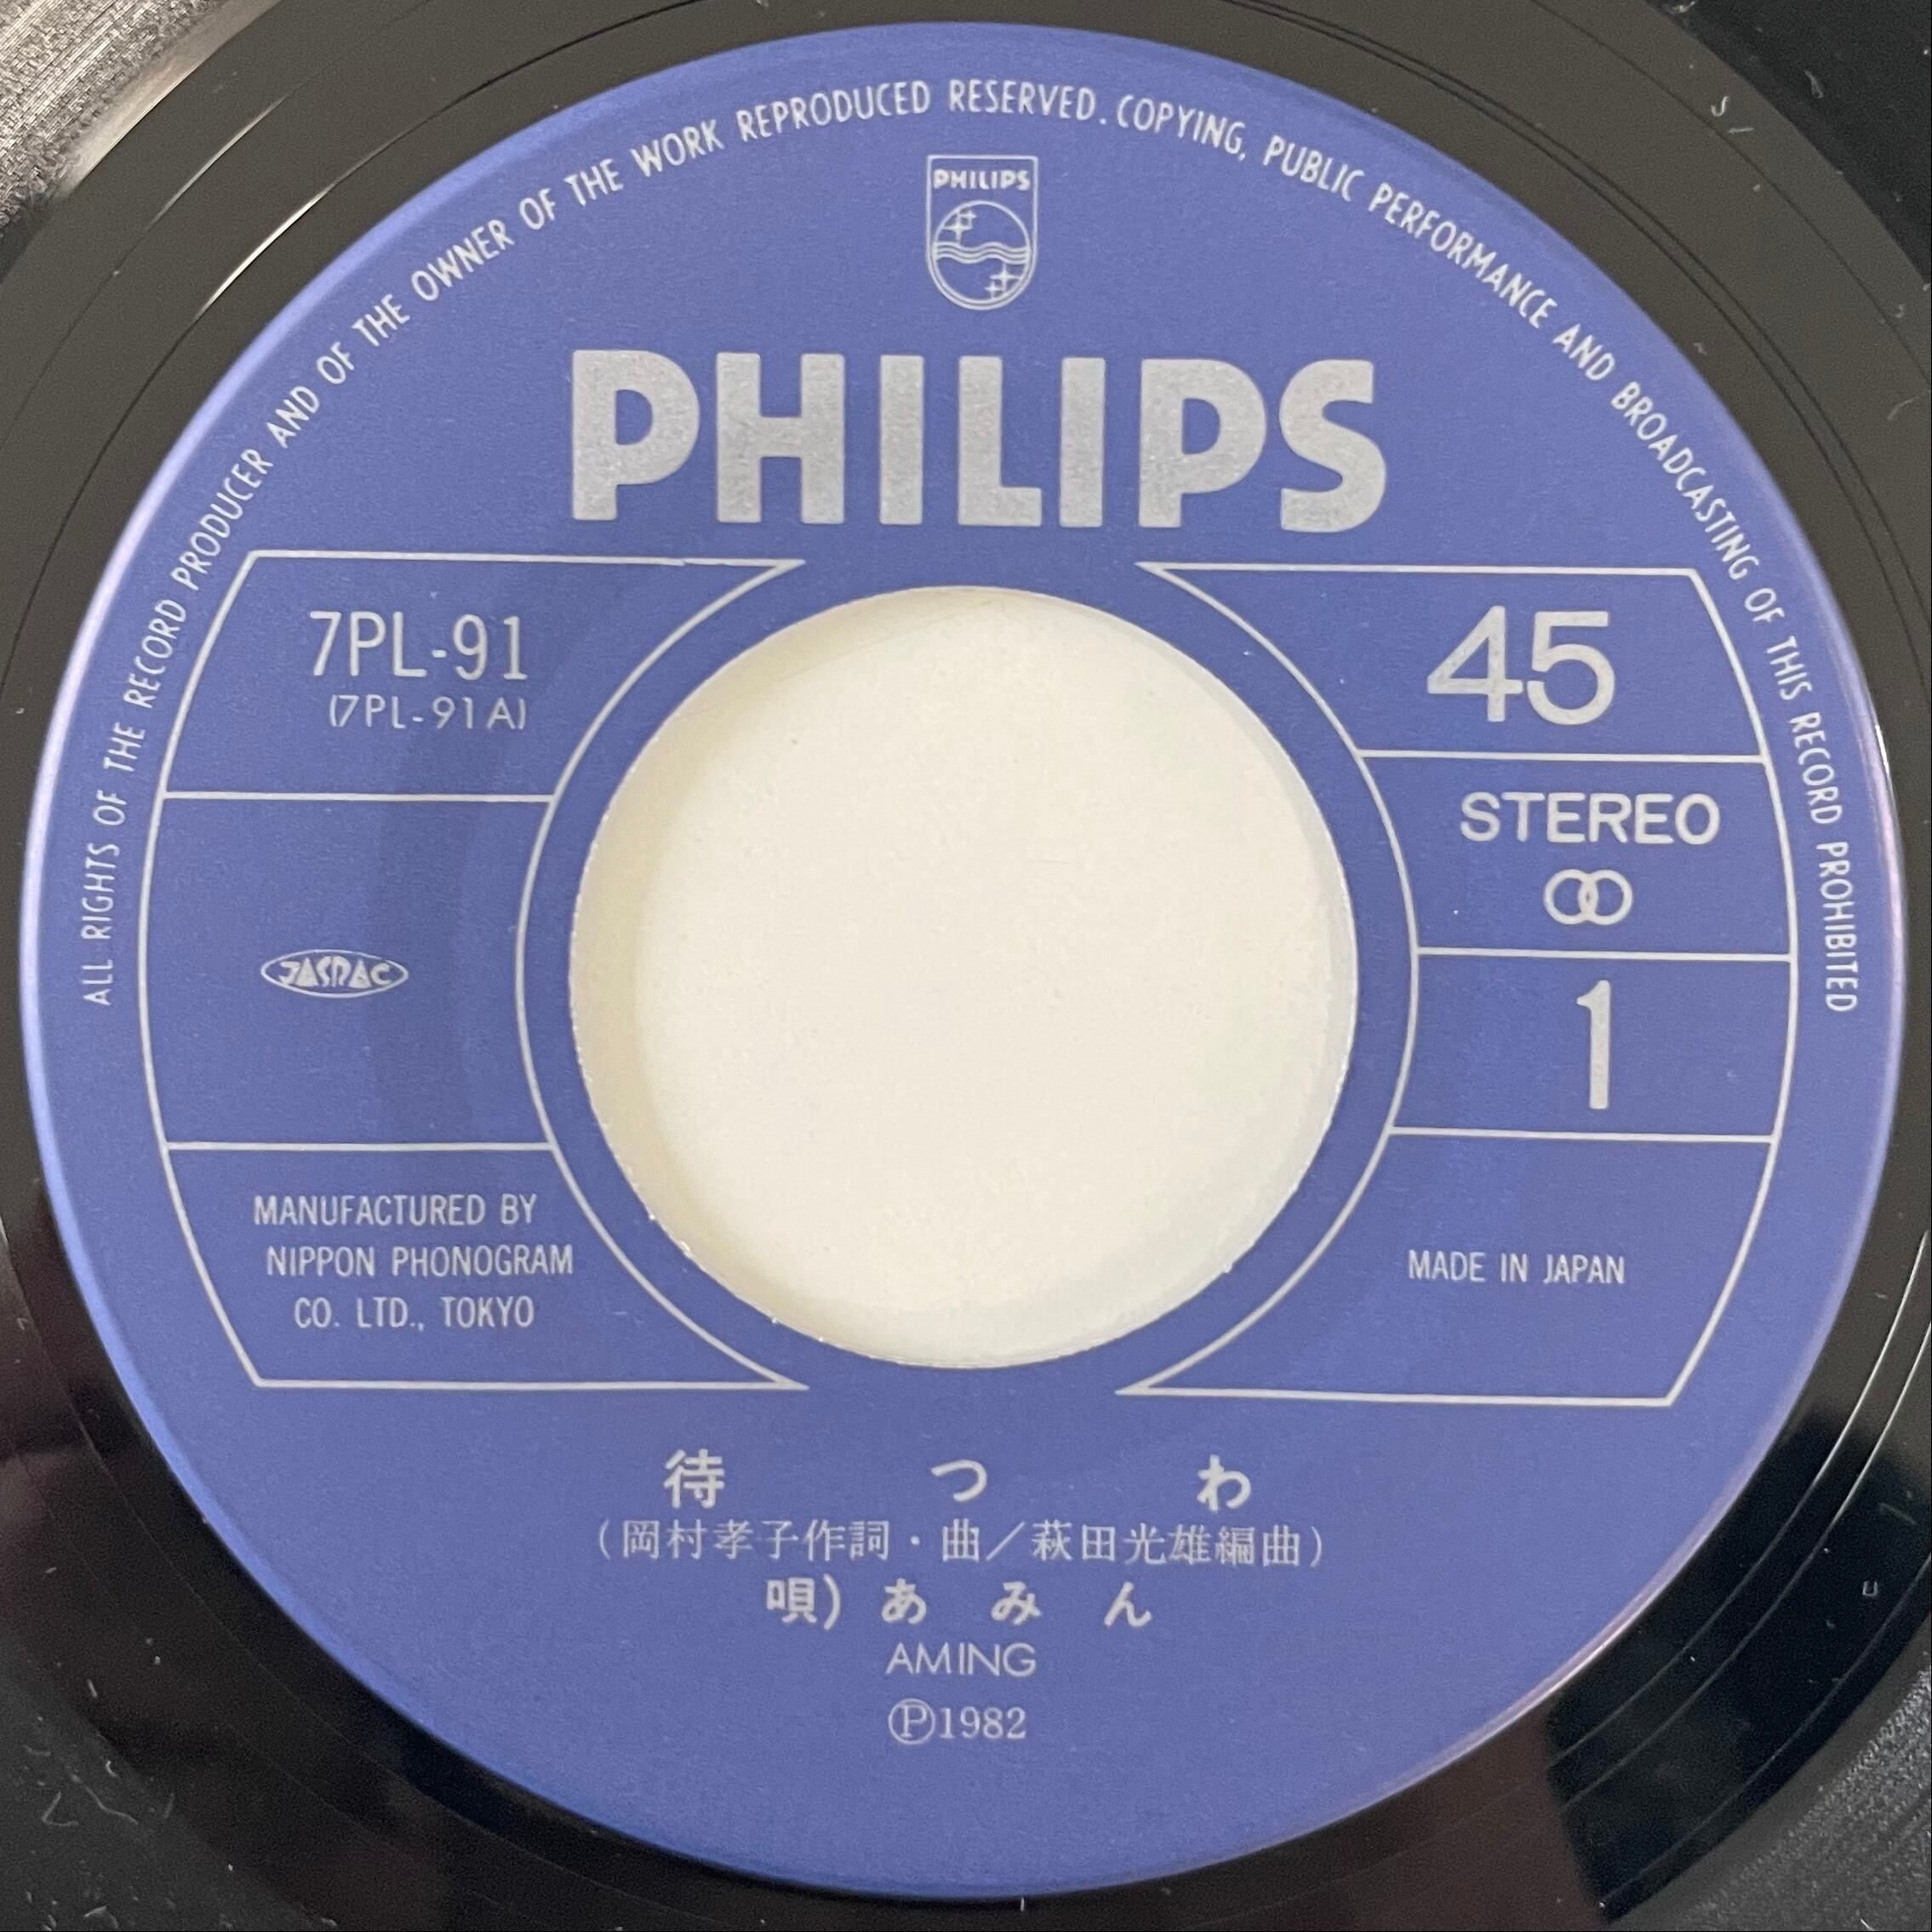 ALL RIGHTS OF THE RECORD PRODUCER AND OF THE OWNER OF THE WORK REPRODUCED RESERVED. COPYING, PUBLIC PERFORMANCE AND BROADCASTING OF THIS RECORD PROHIBITED
PHILIPS
PHILIPS
7PL-91
(7PL-91A)
45
STEREO
JASRAC
1
MANUFACTURED BY
NIPPON PHONOGRAM
CO. LTD., TOKYO
MADE IN JAPAN
待つわ
(岡村孝子作詞・曲/萩田光雄編曲)
唄) あみん
AMING
Ⓟ1982